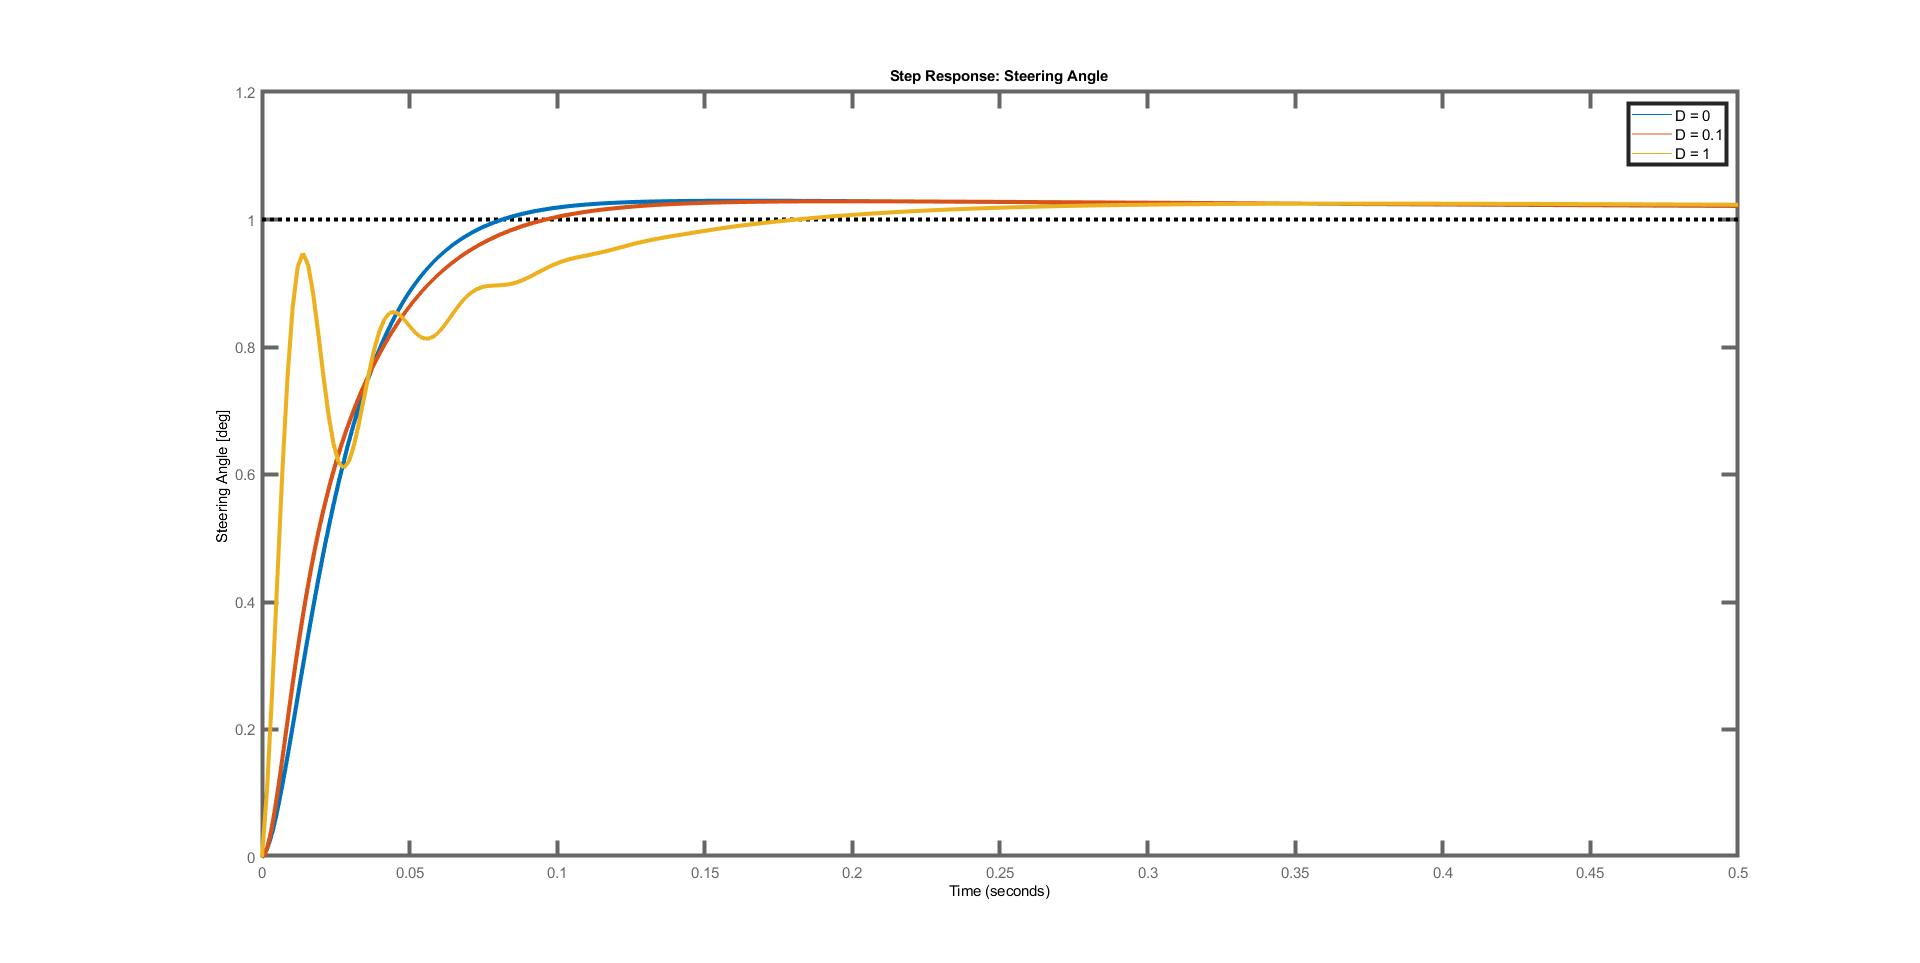 Step Response: Steering Angle
1.2
1
0.8
0.6
0.4
0.2
0
Steering Angle [deg]
D = 0
D = 0.1
D = 1
0 0.05 0.1 0.15 0.2 0.25 0.3 0.35 0.4 0.45 0.5
Time (seconds)